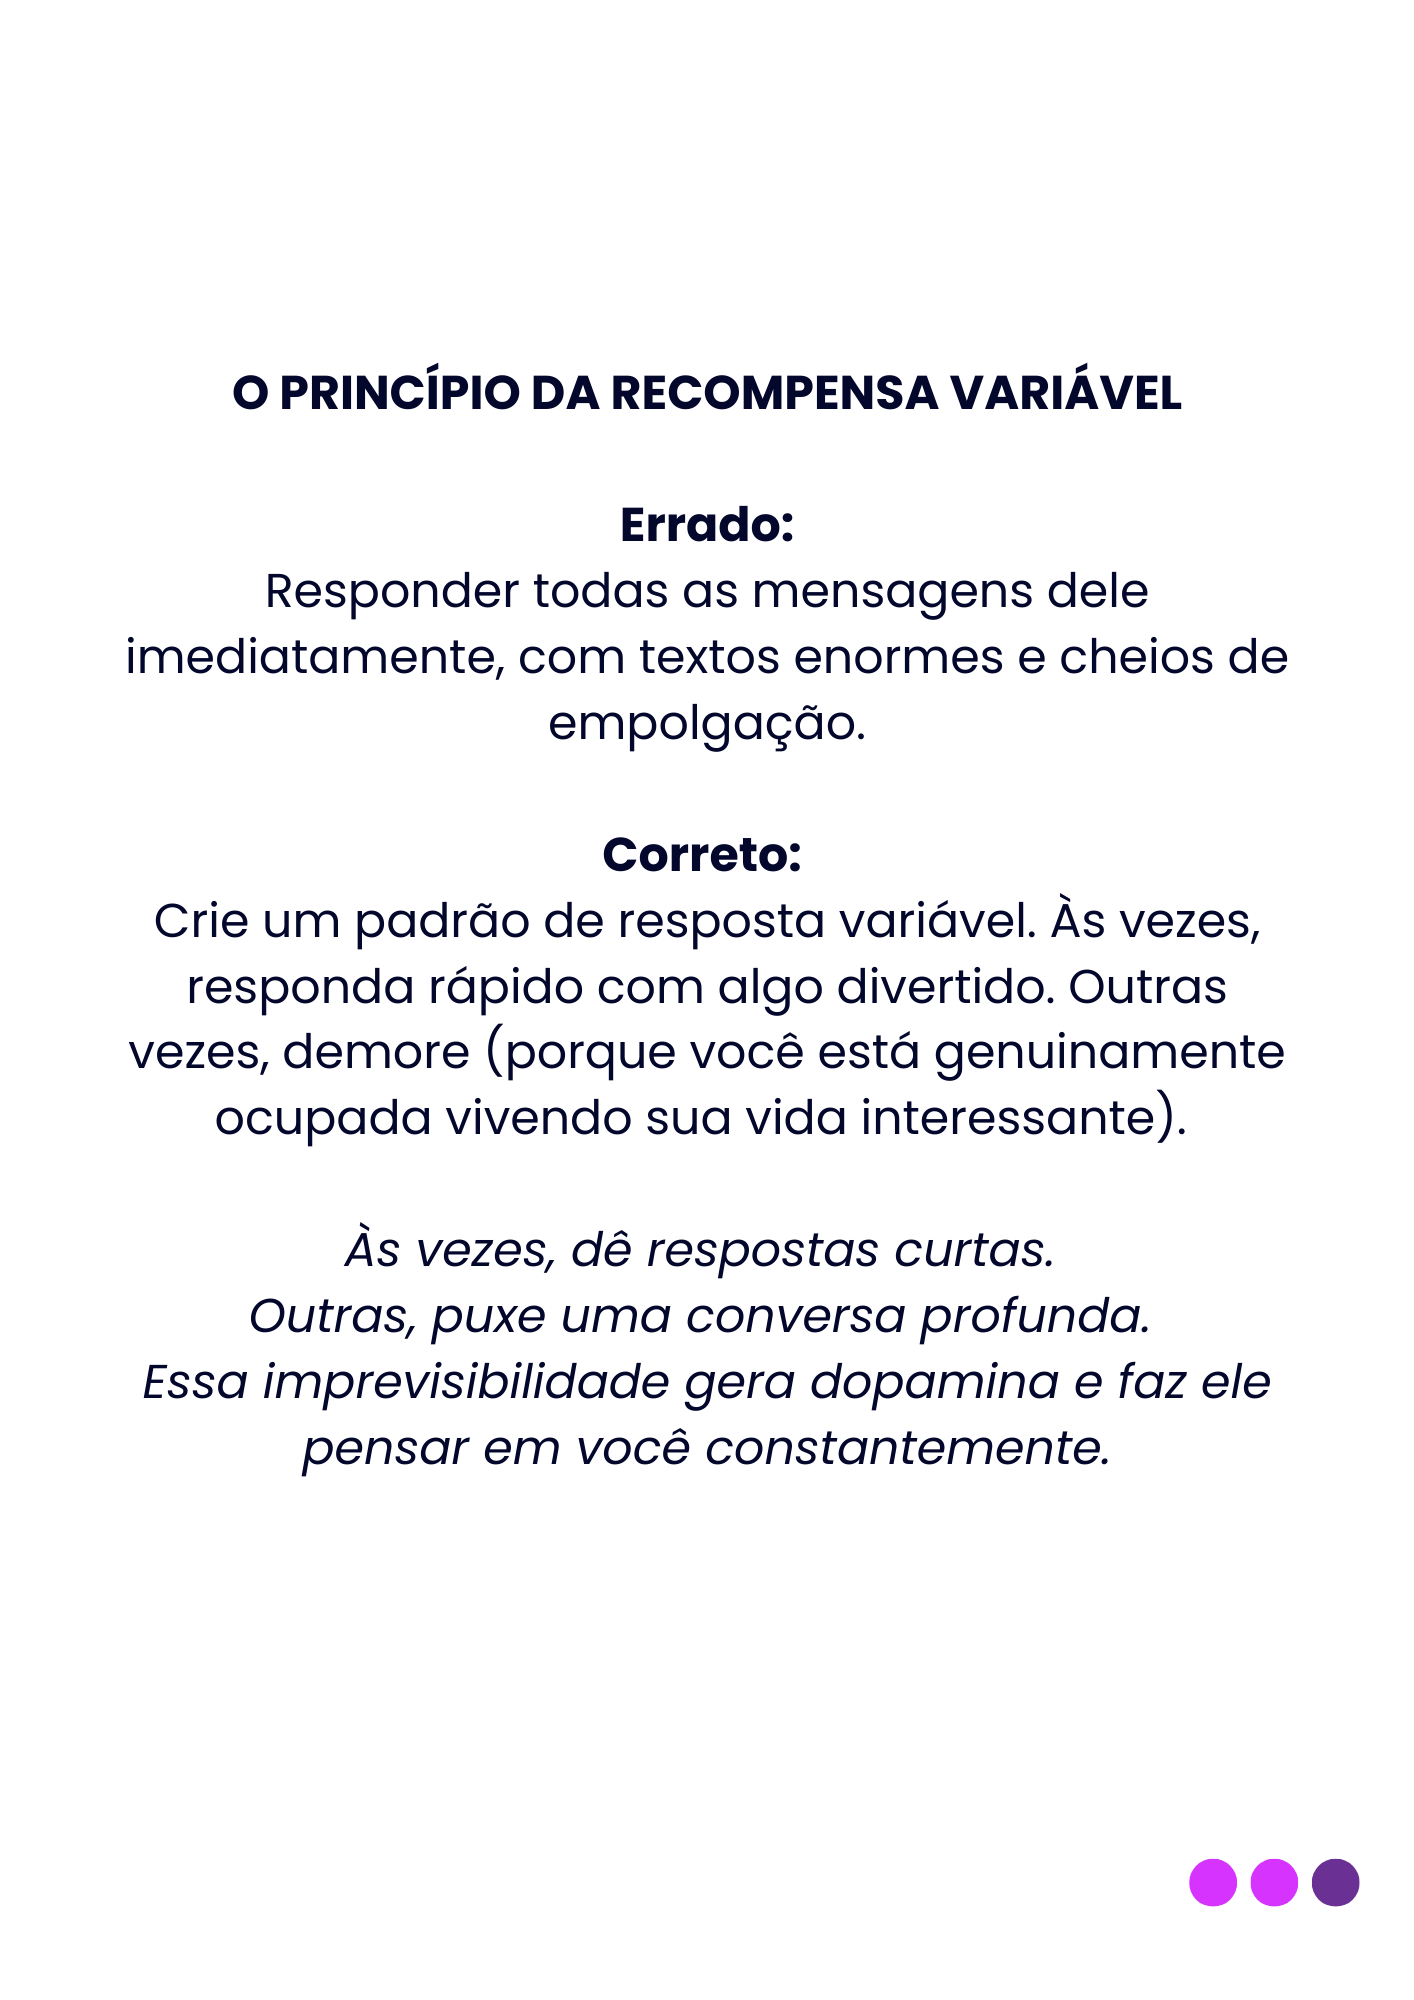 O PRINCÍPIO DA RECOMPENSA VARIÁVEL
Errado:
Responder todas as mensagens dele
imediatamente, com textos enormes e cheios de
empolgação.
Correto:
Crie um padrão de resposta variável. Às vezes,
responda rápido com algo divertido. Outras
vezes, demore (porque você está genuinamente
ocupada vivendo sua vida interessante).
Às vezes, dê respostas curtas.
Outras, puxe uma conversa profunda.
Essa imprevisibilidade gera dopamina e faz ele
pensar em você constantemente.